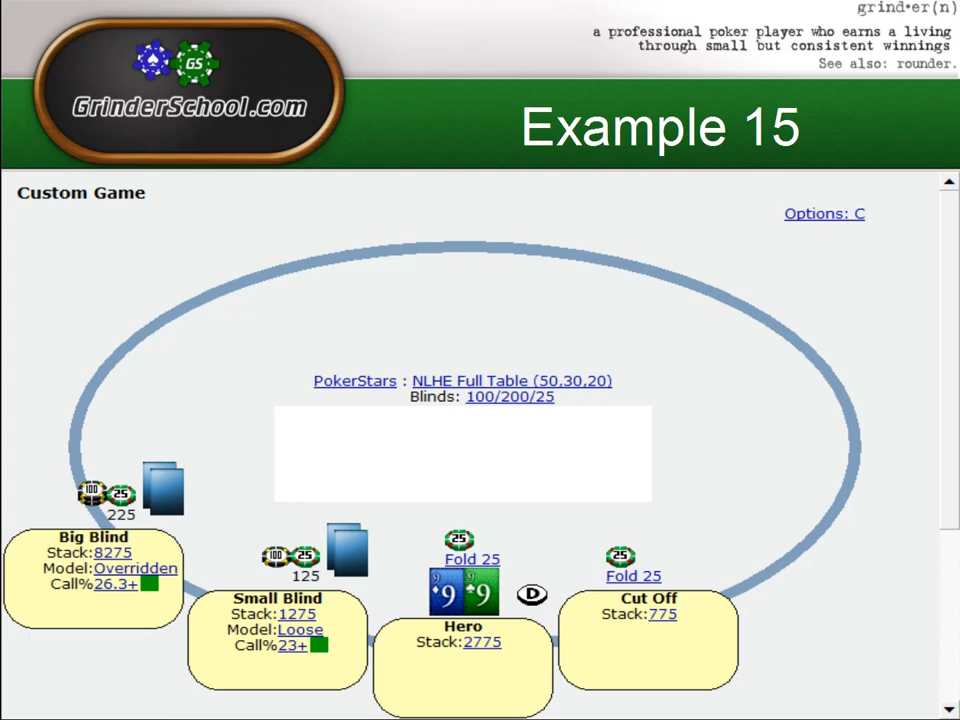 grind•er(n)
a professional poker player who earns a living
through small but consistent winnings
See also: rounder.
GS
GrinderSchool.com
Example 15
Custom Game
Options: C
PokerStars : NLHE Full Table (50,30,20)
Blinds: 100/200/25
100 25
225
Big Blind
Stack:8275
Model:Overridden
Call%26.3+
100 25
125
Small Blind
Stack:1275
Model:Loose
Call%23+
25
Fold 25
9 9
9 9
D
Hero
Stack:2775
25
Fold 25
Cut Off
Stack:775